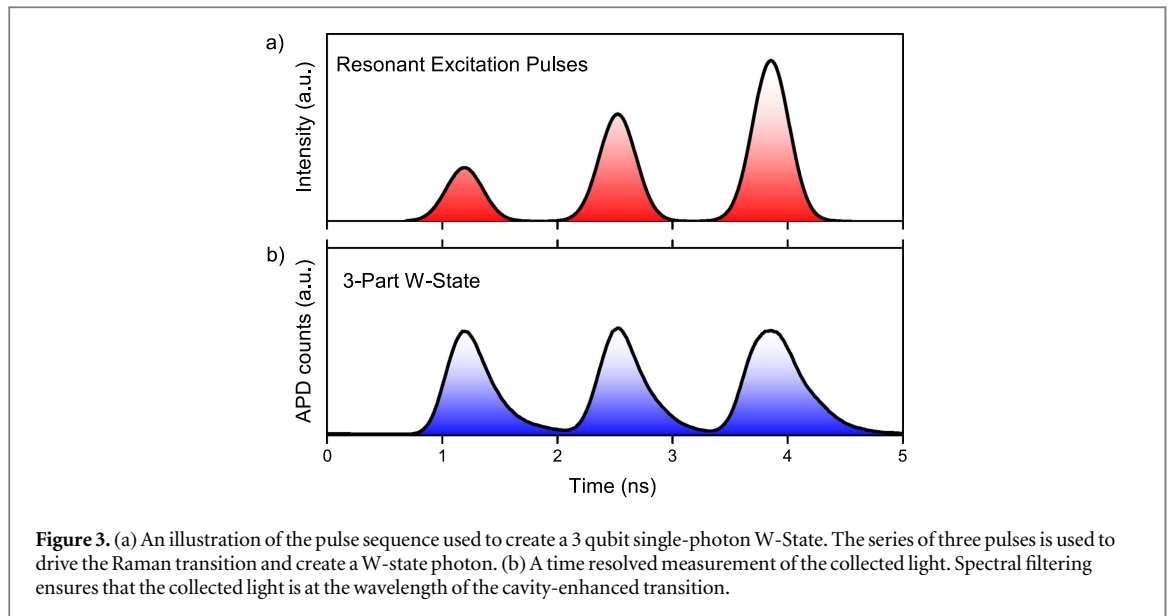 a)
Resonant Excitation Pulses
Intensity (a.u.)
b)
3-Part W-State
APD counts (a.u.)
0 1 2 3 4 5
Time (ns)
Figure 3. (a) An illustration of the pulse sequence used to create a 3 qubit single-photon W-State. The series of three pulses is used to
drive the Raman transition and create a W-state photon. (b) A time resolved measurement of the collected light. Spectral filtering
ensures that the collected light is at the wavelength of the cavity-enhanced transition.